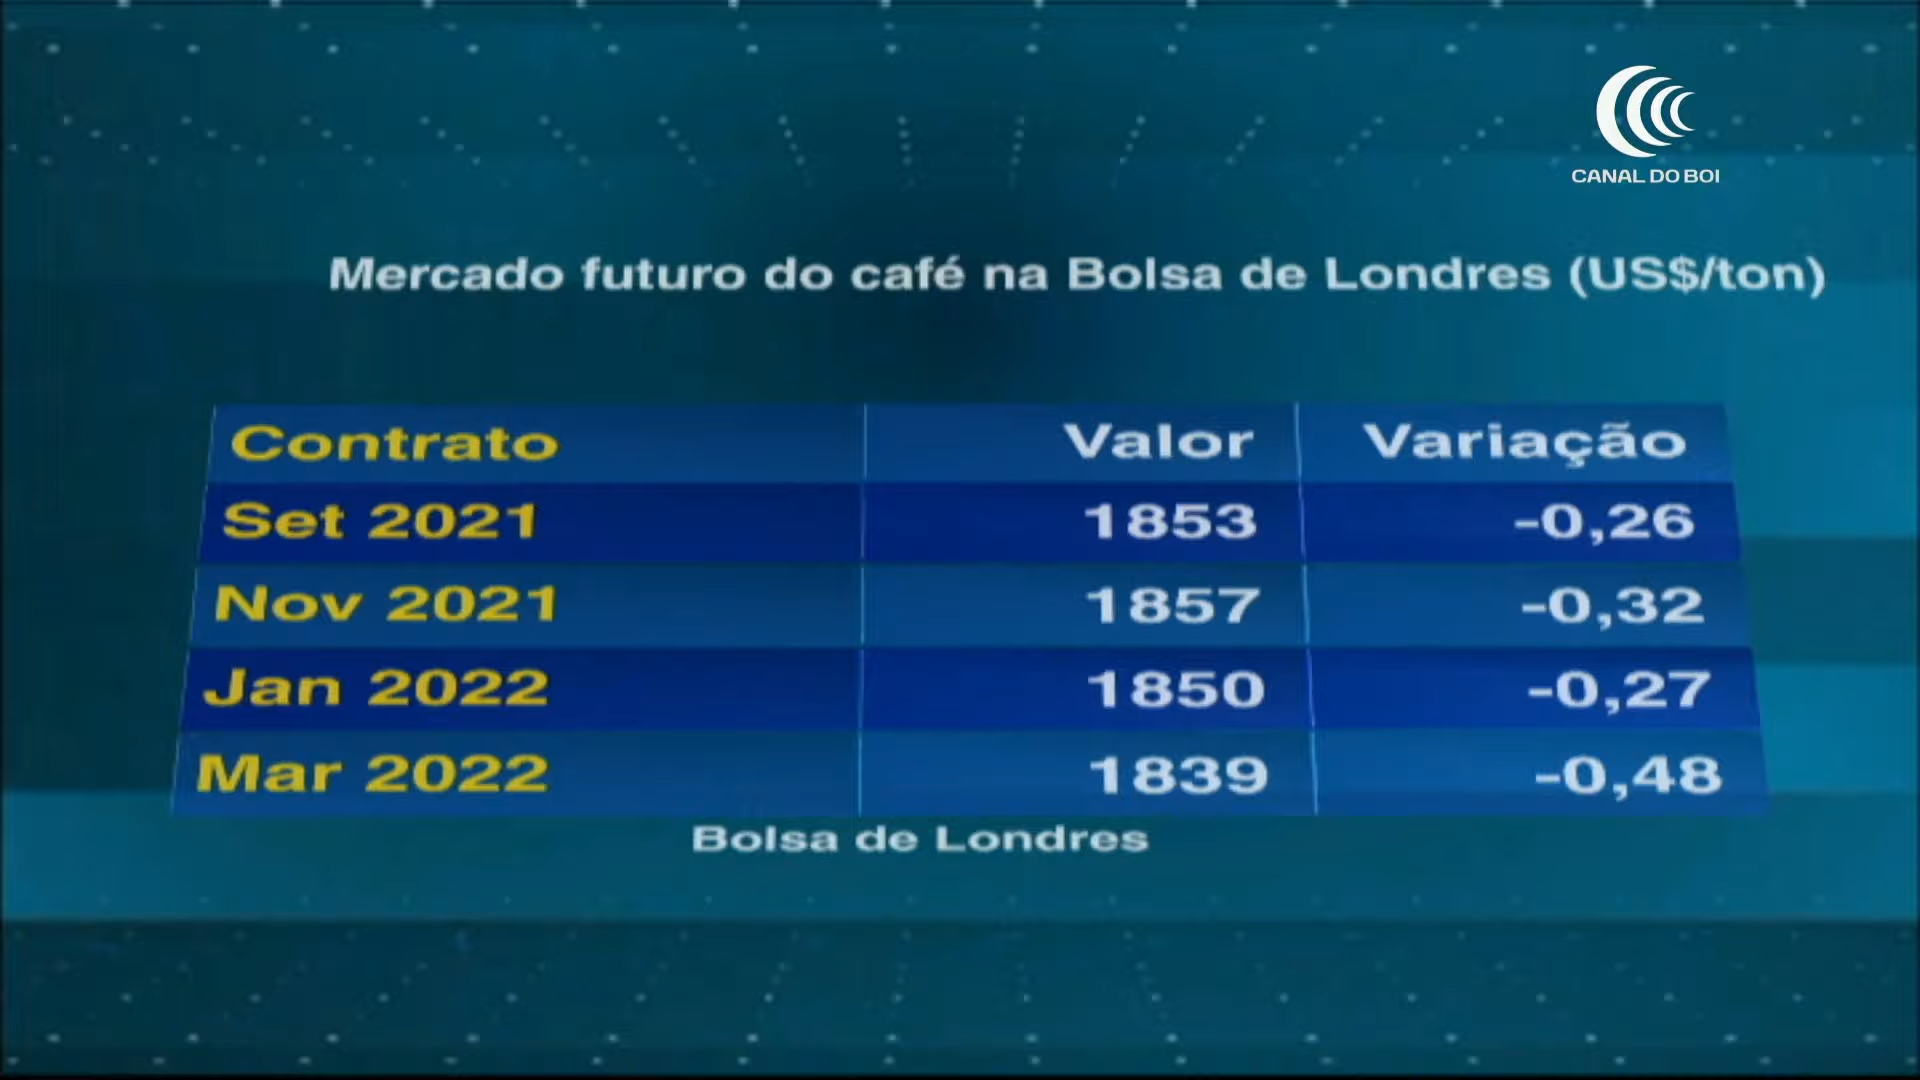 CANAL DO BOI
Mercado futuro do café na Bolsa de Londres (US$/ton)
Contrato Valor Variação
Set 2021 1853 -0,26
Nov 2021 1857 -0,32
Jan 2022 1850 -0,27
Mar 2022 1839 -0,48
Bolsa de Londres